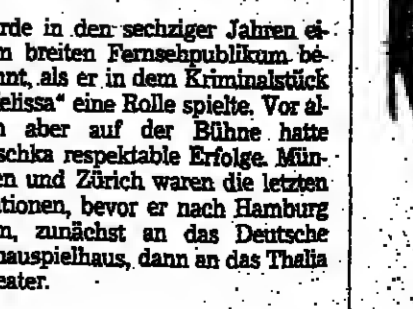 rde in den sechziger Jahren ei-
m breiten Fernsehpublikum be-
nnt, als er in dem Kriminalstück
elissa“ eine Rolle spielte. Vor al-
m aber auf der Bühne hatte
schka respektable Erfolge. Mün-
en und Zürich waren die letzten
tionen, bevor er nach Hamburg
m, zunächst an das Deutsche
hauspielhaus, dann an das Thalia
eater.